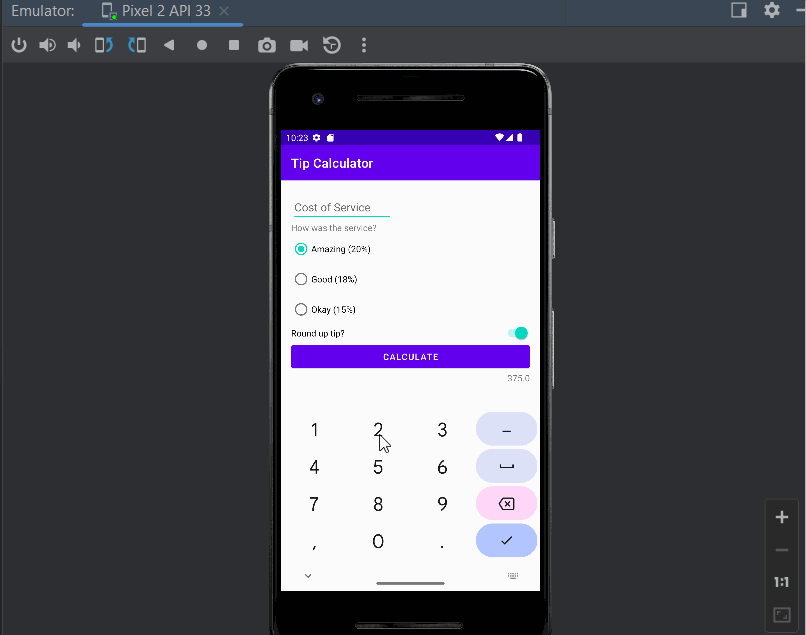 Emulator: Pixel 2 API 33
10:23
Tip Calculator
Cost of Service
How was the service?
Amazing (20%)
Good (18%)
Okay (15%)
Round up tip?
CALCULATE
375.0
1 2 3 –
4 5 6
7 8 9
, 0 .
1:1